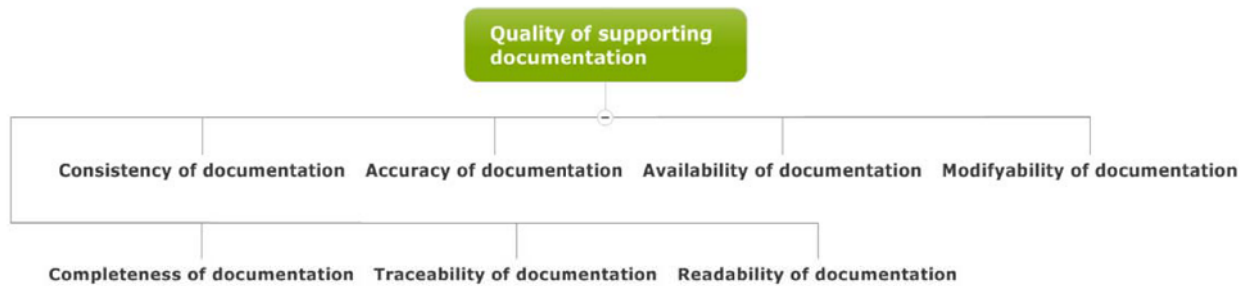 Quality of supporting
documentation
Consistency of documentation Accuracy of documentation Availability of documentation Modifyability of documentation
Completeness of documentation Traceability of documentation Readability of documentation